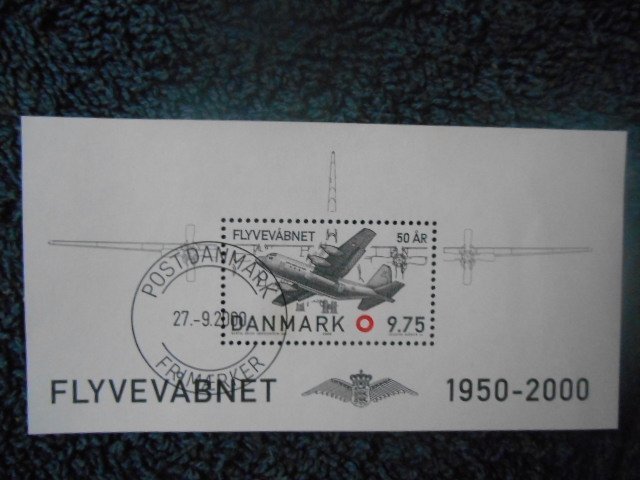 FLYVEVÅBNET 50 ÅR
DANMARK 9.75
POST DANMARK
27.-9.2000
FRIMÆRKER
FLYVEVÅBNET 1950-2000